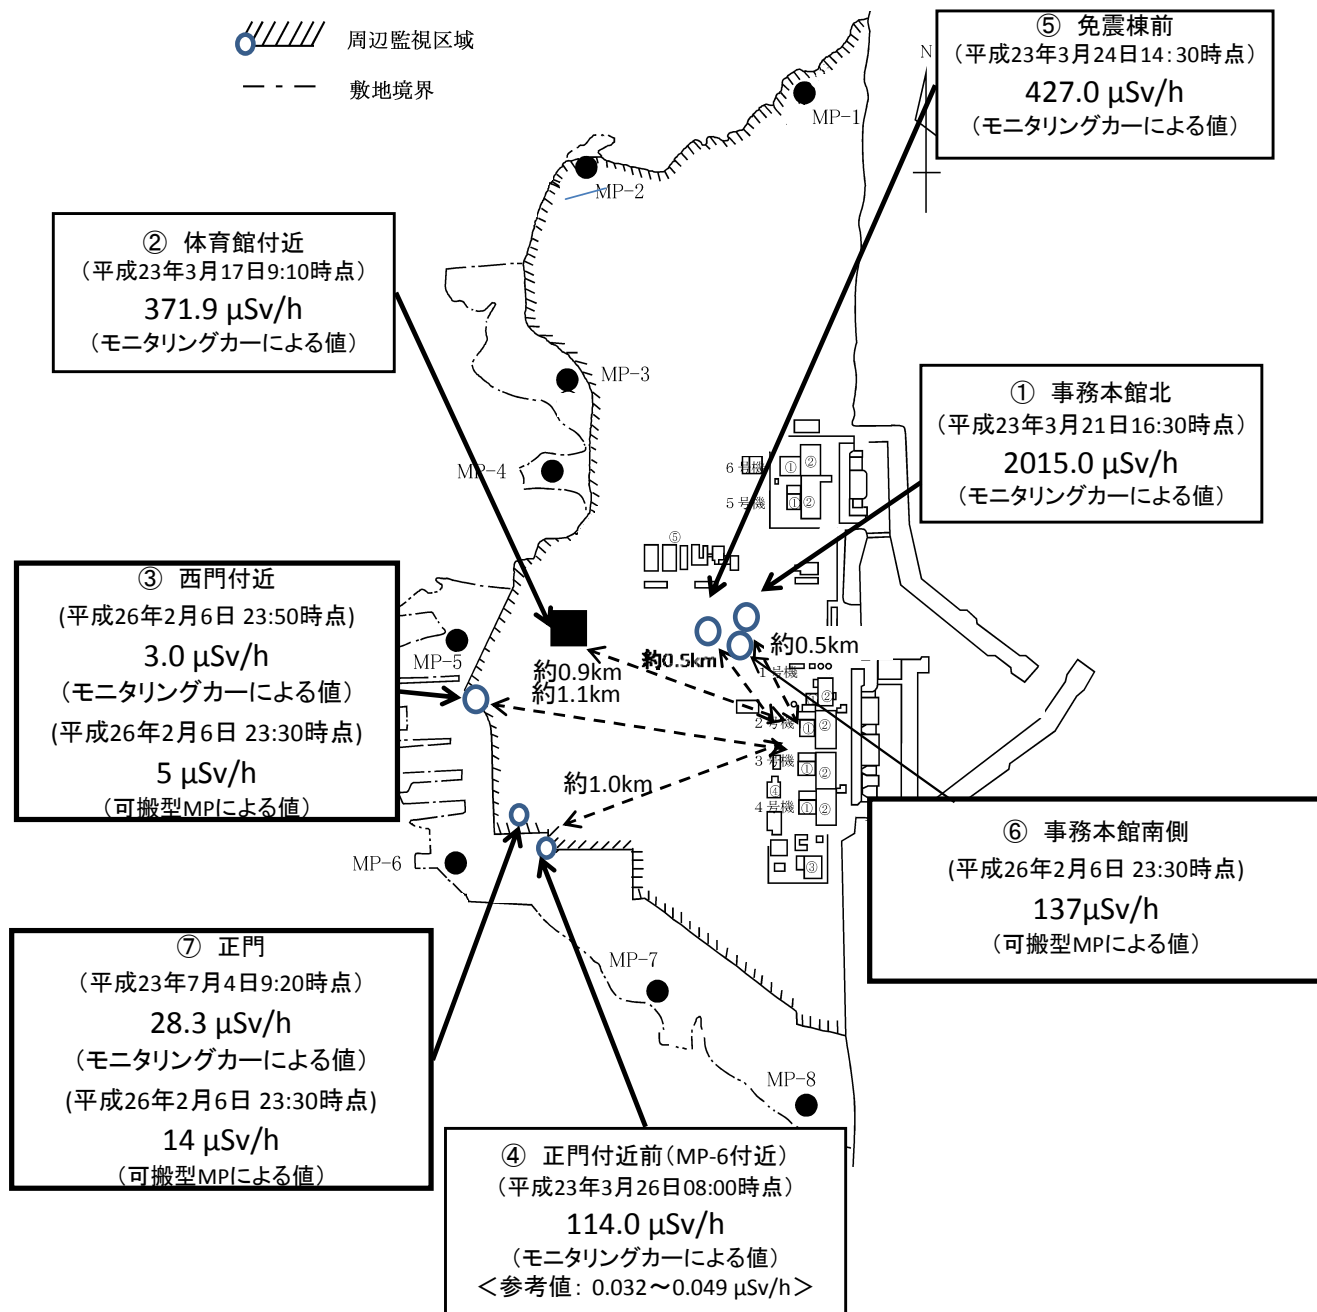 周辺監視区域
敷地境界
⑤ 免震棟前
(平成23年3月24日14:30時点)
427.0 μSv/h
(モニタリングカーによる値)
N
MP-1
MP-2
② 体育館付近
(平成23年3月17日9:10時点)
371.9 μSv/h
(モニタリングカーによる値)
MP-3
① 事務本館北
(平成23年3月21日16:30時点)
2015.0 μSv/h
(モニタリングカーによる値)
MP-4
6号機
① ②
5号機
① ②
⑤
③ 西門付近
(平成26年2月6日 23:50時点)
3.0 μSv/h
(モニタリングカーによる値)
(平成26年2月6日 23:30時点)
5 μSv/h
(可搬型MPによる値)
MP-5
約0.9km
約1.1km
約0.5km
約0.5km
1号機
②
2号機
① ②
3号機
① ②
約1.0km
④
4号機
① ②
③
MP-6
⑥ 事務本館南側
(平成26年2月6日 23:30時点)
137μSv/h
(可搬型MPによる値)
⑦ 正門
(平成23年7月4日9:20時点)
28.3 μSv/h
(モニタリングカーによる値)
(平成26年2月6日 23:30時点)
14 μSv/h
(可搬型MPによる値)
MP-7
MP-8
④ 正門付近前(MP-6付近)
(平成23年3月26日08:00時点)
114.0 μSv/h
(モニタリングカーによる値)
<参考値: 0.032~0.049 μSv/h>